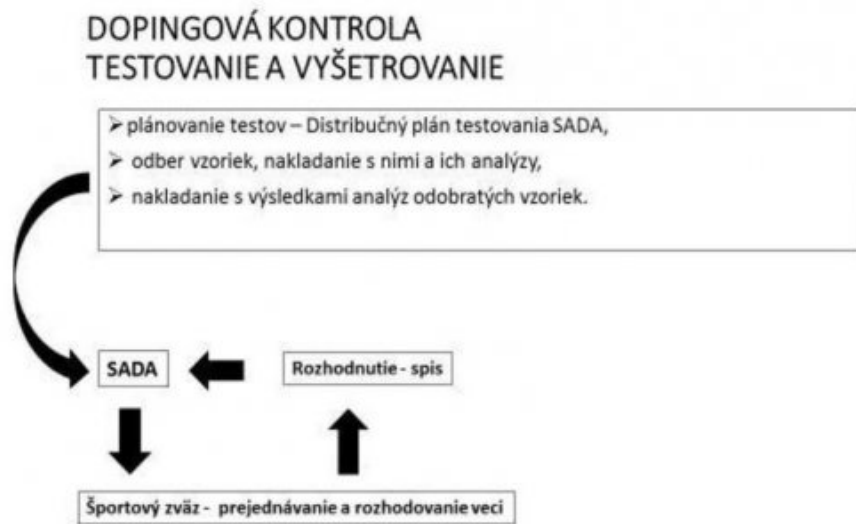 DOPINGOVÁ KONTROLA
TESTOVANIE A VYŠETROVANIE
➢ plánovanie testov – Distribučný plán testovania SADA,
➢ odber vzoriek, nakladanie s nimi a ich analýzy,
➢ nakladanie s výsledkami analýz odobratých vzoriek.
SADA
Rozhodnutie - spis
Športový zväz - prejednávanie a rozhodovanie veci